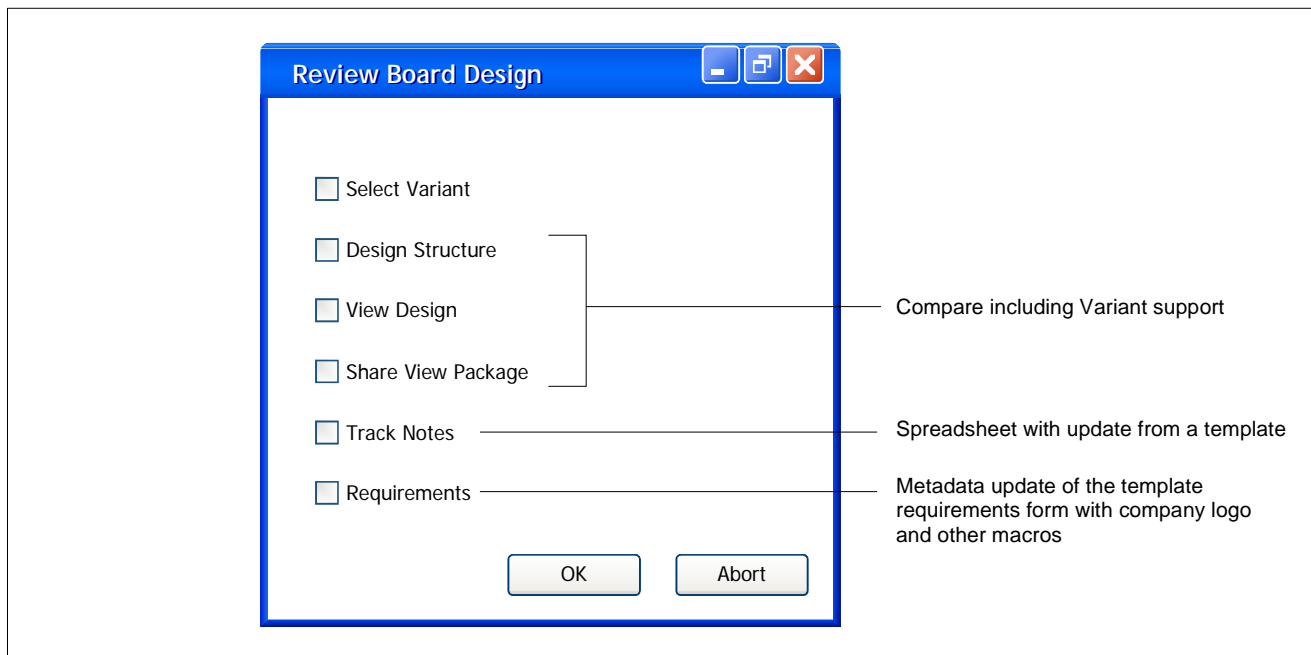 Review Board Design
Select Variant
Design Structure
View Design
Compare including Variant support
Share View Package
Track Notes
Spreadsheet with update from a template
Requirements
Metadata update of the template
requirements form with company logo
and other macros
OK
Abort